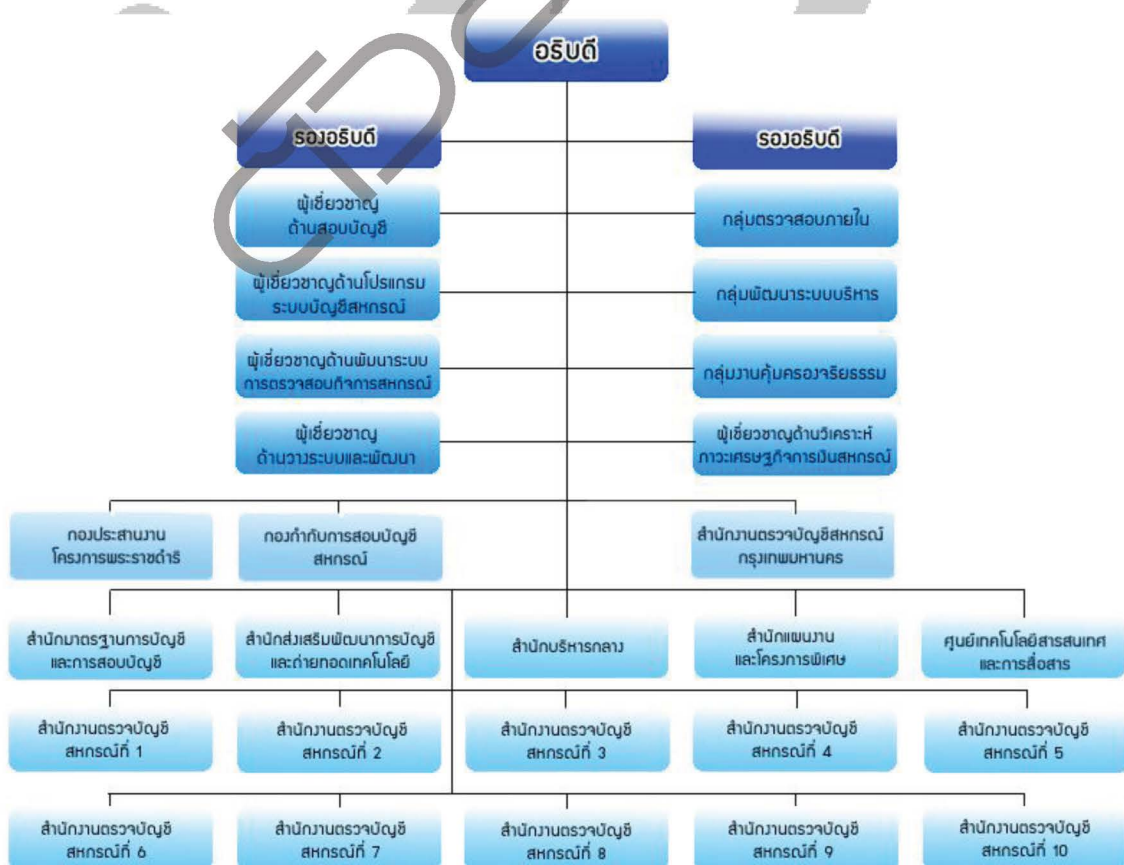 อธิบดี
รองอธิบดี
รองอธิบดี
ผู้เชี่ยวชาญ
ด้านสอบบัญชี
กลุ่มตรวจสอบภายใน
ผู้เชี่ยวชาญด้านโปรแกรม
ระบบบัญชีสหกรณ์
กลุ่มพัฒนาระบบบริหาร
ผู้เชี่ยวชาญด้านพัฒนาระบบ
การตรวจสอบกิจการสหกรณ์
กลุ่มงานคุ้มครองจริยธรรม
ผู้เชี่ยวชาญ
ด้านวางระบบและพัฒนา
ผู้เชี่ยวชาญด้านวิเคราะห์
ภาวะเศรษฐกิจการเงินสหกรณ์
กองประสานงาน
โครงการพระราชดำริ
กองกำกับการสอบบัญชี
สหกรณ์
สำนักงานตรวจบัญชีสหกรณ์
กรุงเทพมหานคร
สำนักมาตรฐานการบัญชี
และการสอบบัญชี
สำนักส่งเสริมพัฒนาการบัญชี
และถ่ายทอดเทคโนโลยี
สำนักบริหารกลาง
สำนักแผนงาน
และโครงการพิเศษ
ศูนย์เทคโนโลยีสารสนเทศ
และการสื่อสาร
สำนักงานตรวจบัญชี
สหกรณ์ที่ 1
สำนักงานตรวจบัญชี
สหกรณ์ที่ 2
สำนักงานตรวจบัญชี
สหกรณ์ที่ 3
สำนักงานตรวจบัญชี
สหกรณ์ที่ 4
สำนักงานตรวจบัญชี
สหกรณ์ที่ 5
สำนักงานตรวจบัญชี
สหกรณ์ที่ 6
สำนักงานตรวจบัญชี
สหกรณ์ที่ 7
สำนักงานตรวจบัญชี
สหกรณ์ที่ 8
สำนักงานตรวจบัญชี
สหกรณ์ที่ 9
สำนักงานตรวจบัญชี
สหกรณ์ที่ 10